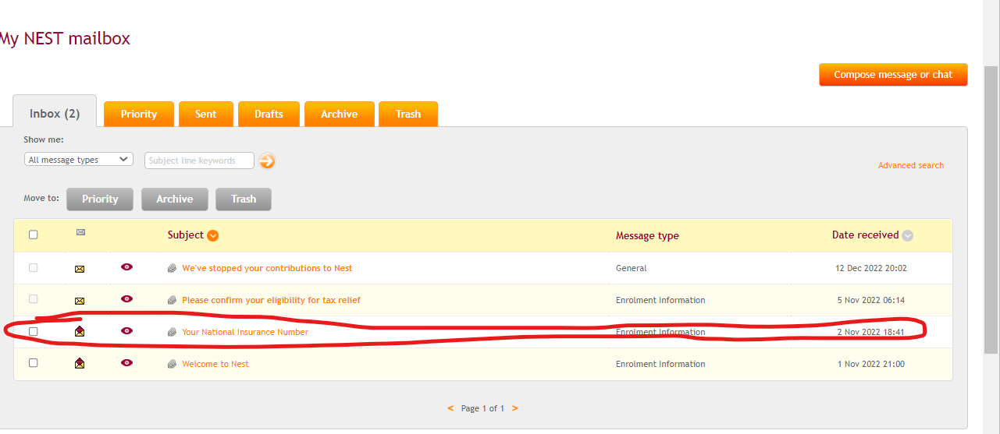 My NEST mailbox
Compose message or chat
Inbox (2) Priority Sent Drafts Archive Trash
Show me:
All message types Subject line keywords
Advanced search
Move to: Priority Archive Trash
Subject Message type Date received
We've stopped your contributions to Nest General 12 Dec 2022 20:02
Please confirm your eligibility for tax relief Enrolment Information 5 Nov 2022 06:14
Your National Insurance Number Enrolment Information 2 Nov 2022 18:41
Welcome to Nest Enrolment Information 1 Nov 2022 21:00
< Page 1 of 1 >